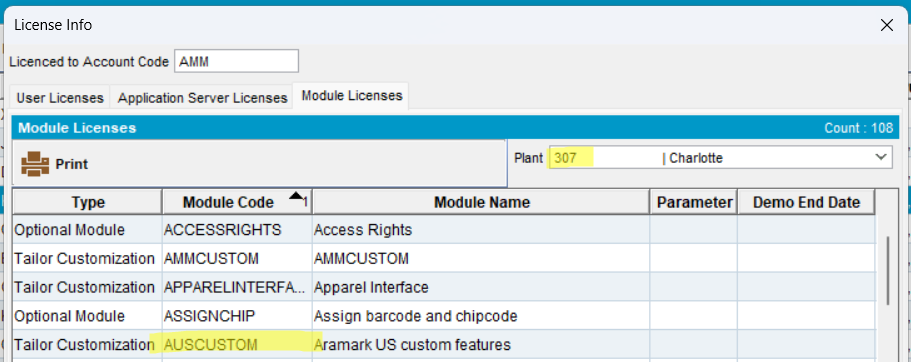 License Info
Licenced to Account Code AMM
User Licenses Application Server Licenses Module Licenses
Module Licenses Count : 108
Print Plant 307 | Charlotte
Type Module Code 1 Module Name Parameter Demo End Date
Optional Module ACCESSRIGHTS Access Rights
Tailor Customization AMMCUSTOM AMMCUSTOM
Tailor Customization APPARELINTERFA... Apparel Interface
Optional Module ASSIGNCHIP Assign barcode and chipcode
Tailor Customization AUSCUSTOM Aramark US custom features